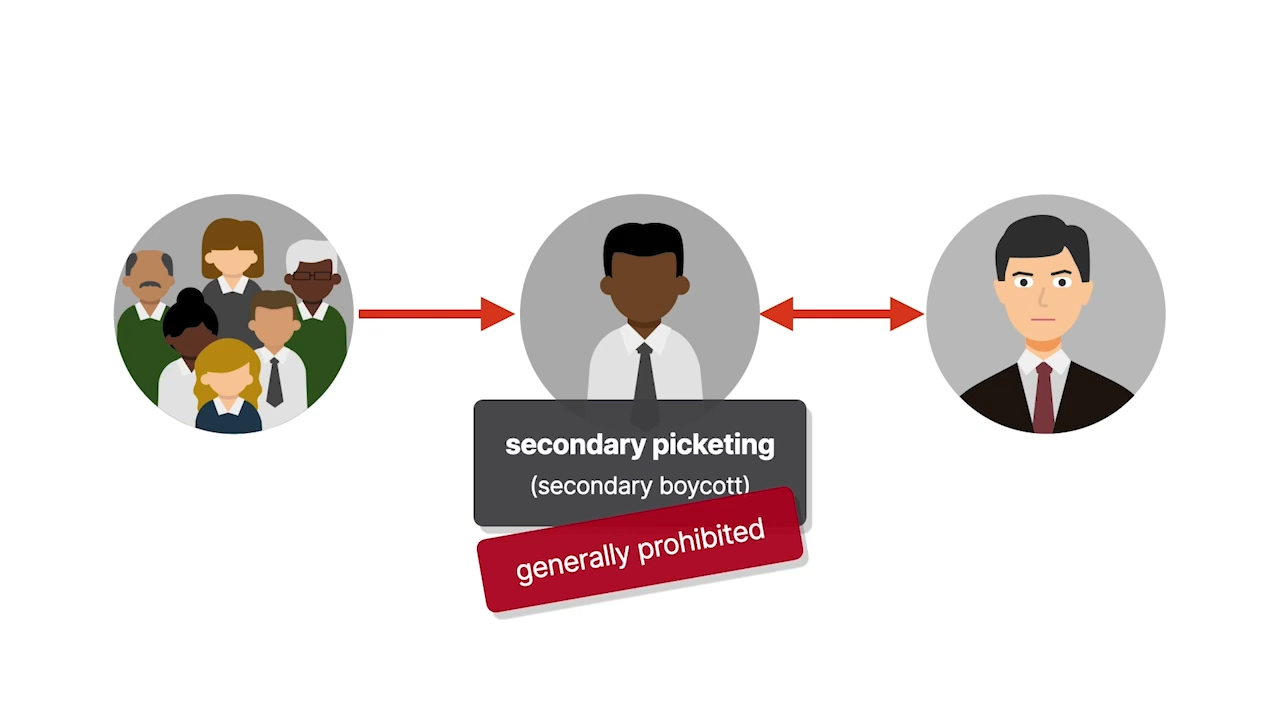 secondary picketing
(secondary boycott)
generally prohibited